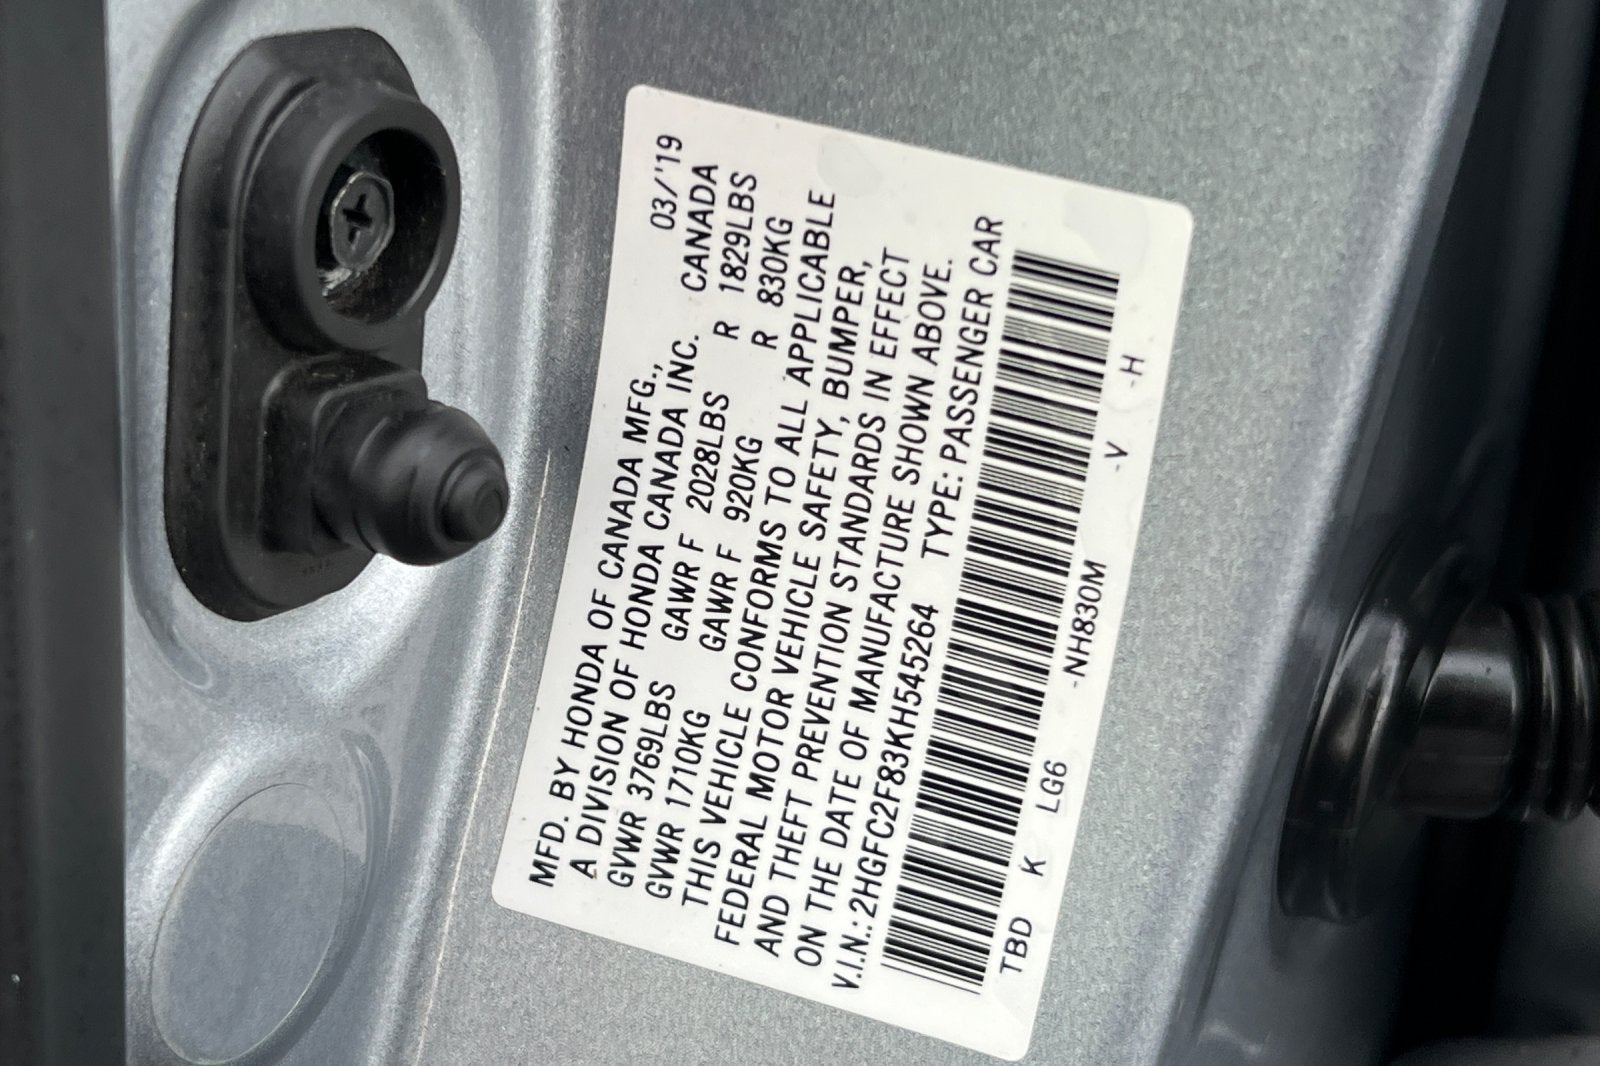 03/'19
MFD. BY HONDA OF CANADA MFG.,
A DIVISION OF HONDA CANADA INC. CANADA
GVWR 3769LBS GAWR F 2028LBS R 1829LBS
GVWR 1710KG GAWR F 920KG R 830KG
THIS VEHICLE CONFORMS TO ALL APPLICABLE
FEDERAL MOTOR VEHICLE SAFETY, BUMPER,
AND THEFT PREVENTION STANDARDS IN EFFECT
ON THE DATE OF MANUFACTURE SHOWN ABOVE.
V.I.N.: 2HGFC2F83KH545264 TYPE: PASSENGER CAR
TBD K LG6 -NH830M -V -H